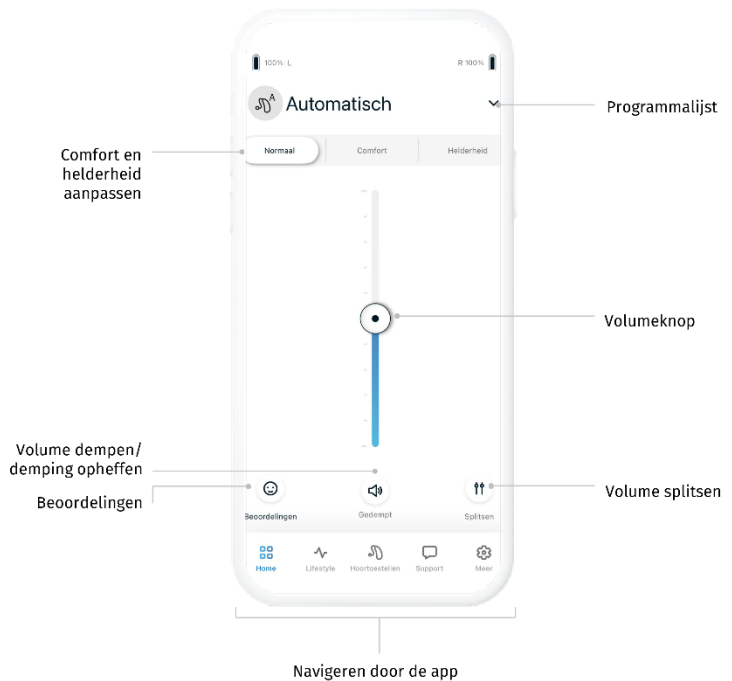 100% L
R 100%
A
Automatisch
Programmalijst
Normaal
Comfort
Helderheid
Comfort en
helderheid
aanpassen
Volumeknop
Volume dempen/
demping opheffen
Beoordelingen
Volume splitsen
Beoordelingen
Gedempt
Splitsen
Home
Lifestyle
Hoortoestellen
Support
Meer
Navigeren door de app